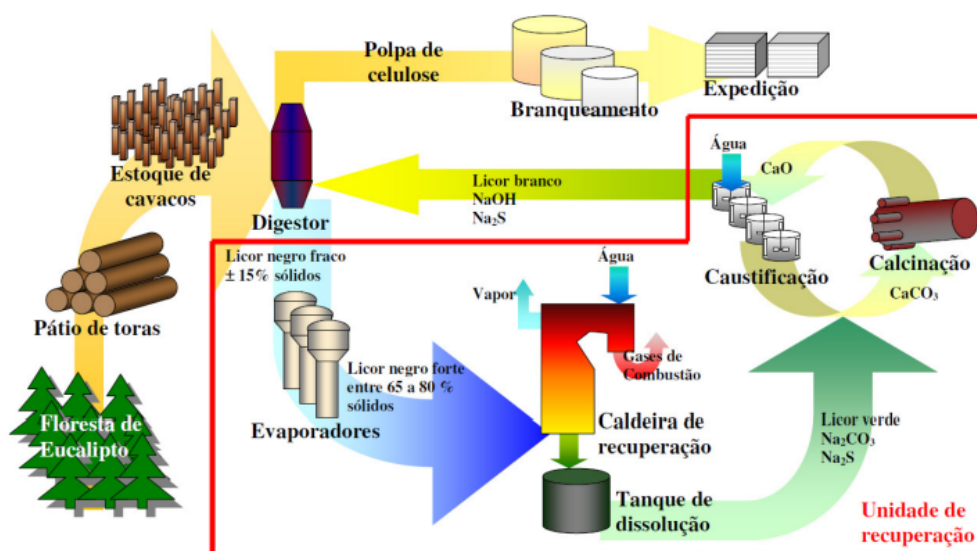 Polpa de
celulose
Branqueamento
Expedição
Estoque de
cavacos
Digestor
Licor branco
NaOH
Na₂S
Água
CaO
Caustificação
Calcinação
CaCO₃
Pátio de toras
Floresta de
Eucalipto
Licor negro fraco
± 15% sólidos
Evaporadores
Licor negro forte
entre 65 a 80 %
sólidos
Vapor
Água
Gases de
Combustão
Caldeira de
recuperação
Tanque de
dissolução
Licor verde
Na₂CO₃
Na₂S
Unidade de
recuperação